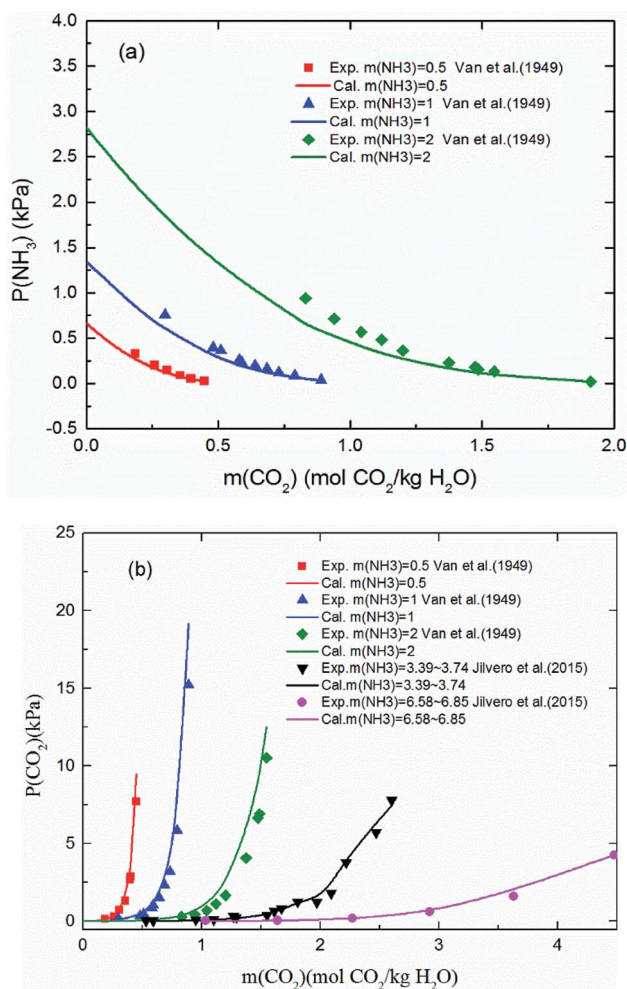 (a)
Exp. m(NH3)=0.5 Van et al.(1949)
Cal. m(NH3)=0.5
Exp. m(NH3)=1 Van et al.(1949)
Cal. m(NH3)=1
Exp. m(NH3)=2 Van et al.(1949)
Cal. m(NH3)=2
P(NH3) (kPa)
4.0
3.5
3.0
2.5
2.0
1.5
1.0
0.5
0.0
-0.5
0.0 0.5 1.0 1.5 2.0
m(CO2) (mol CO2/kg H2O)
(b)
Exp. m(NH3)=0.5 Van et al.(1949)
Cal. m(NH3)=0.5
Exp. m(NH3)=1 Van et al.(1949)
Cal. m(NH3)=1
Exp. m(NH3)=2 Van et al.(1949)
Cal. m(NH3)=2
Exp.m(NH3)=3.39~3.74 Jilvero et al.(2015)
Cal.m(NH3)=3.39~3.74
Exp.m(NH3)=6.58~6.85 Jilvero et al.(2015)
Cal.m(NH3)=6.58~6.85
P(CO2)(kPa)
25
20
15
10
5
0
0 1 2 3 4
m(CO2)(mol CO2/kg H2O)